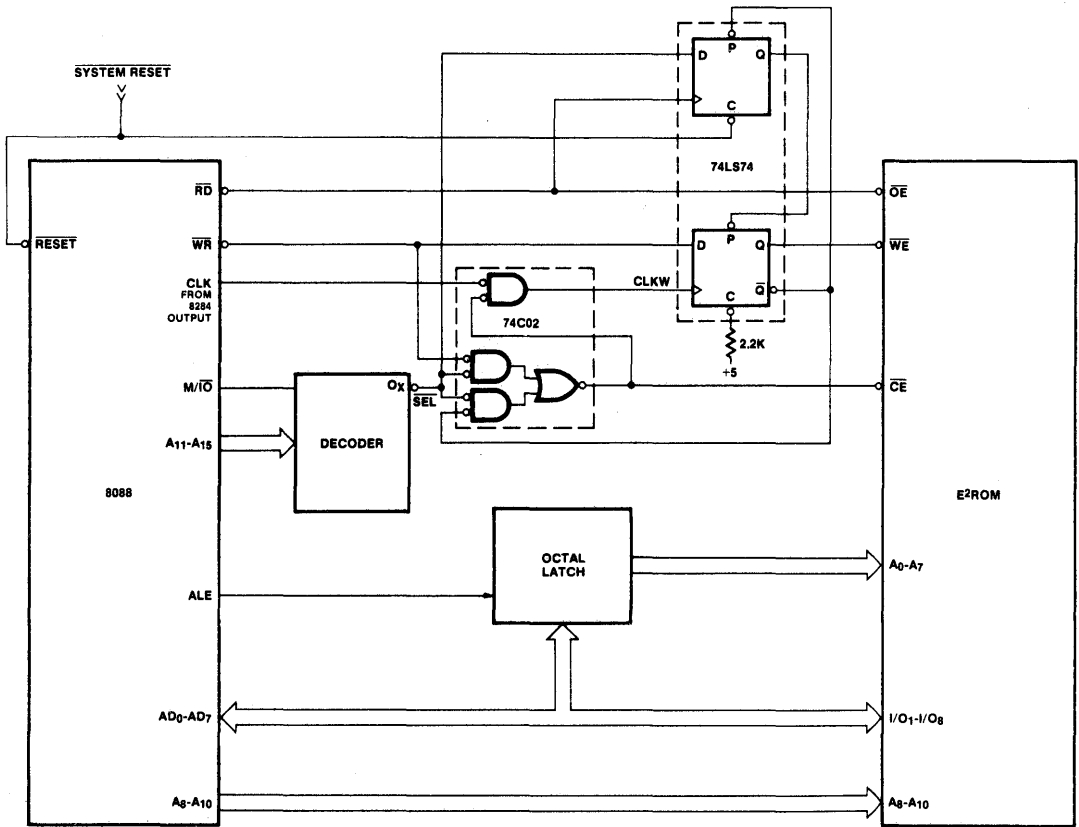 SYSTEM RESET
P
D
Q
C
74LS74
RD
OE
RESET
WR
P
D
Q
WE
CLK
FROM
8284
OUTPUT
CLKW
Q
C
74C02
2.2K
+5
M/IO
OX
SEL
CE
DECODER
A11-A15
8088
E2ROM
OCTAL
LATCH
A0-A7
ALE
AD0-AD7
I/O1-I/O8
A8-A10
A8-A10